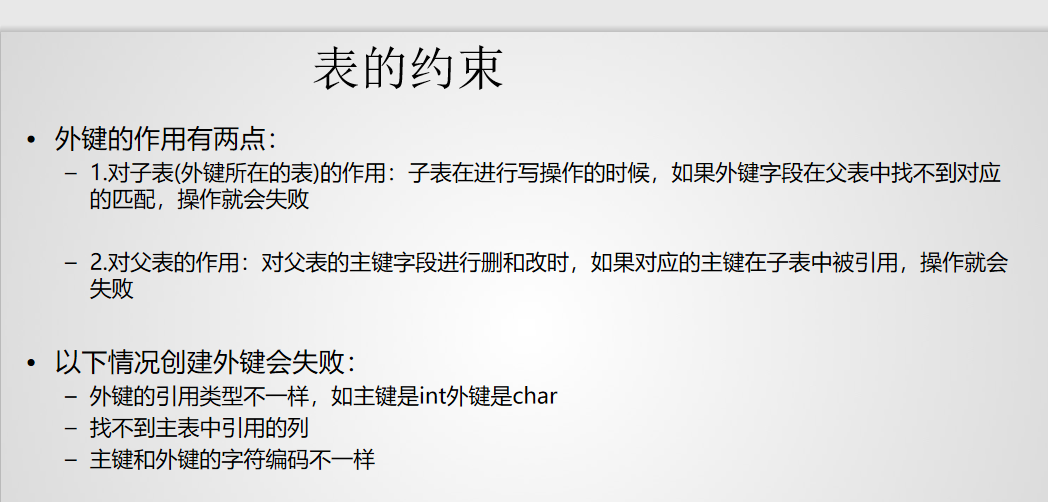 表的约束
• 外键的作用有两点：
– 1.对子表(外键所在的表)的作用：子表在进行写操作的时候，如果外键字段在父表中找不到对应
的匹配，操作就会失败
– 2.对父表的作用：对父表的主键字段进行删和改时，如果对应的主键在子表中被引用，操作就会
失败
• 以下情况创建外键会失败：
– 外键的引用类型不一样，如主键是int外键是char
– 找不到主表中引用的列
– 主键和外键的字符编码不一样